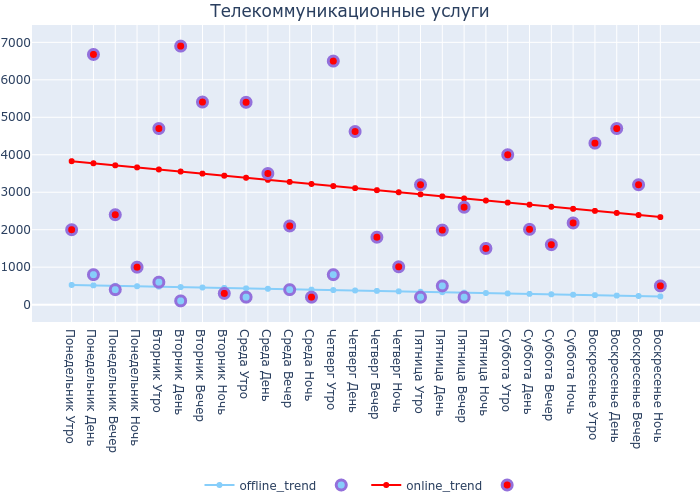 Телекоммуникационные услуги
7000
6000
5000
4000
3000
2000
1000
0
Понедельник Утро
Понедельник День
Понедельник Вечер
Понедельник Ночь
Вторник Утро
Вторник День
Вторник Вечер
Вторник Ночь
Среда Утро
Среда День
Среда Вечер
Среда Ночь
Четверг Утро
Четверг День
Четверг Вечер
Четверг Ночь
Пятница Утро
Пятница День
Пятница Вечер
Пятница Ночь
Суббота Утро
Суббота День
Суббота Вечер
Суббота Ночь
Воскресенье Утро
Воскресенье День
Воскресенье Вечер
Воскресенье Ночь
offline_trend
online_trend